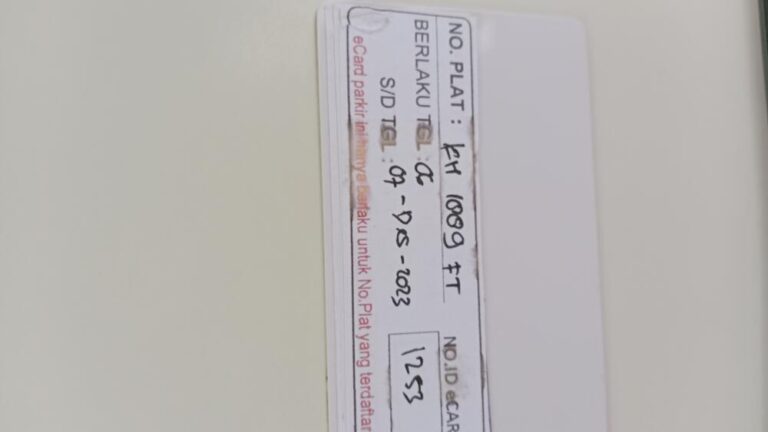 NO. PLAT : KH 1009 FT
BERLAKU TGL : 06
S/D TGL : 07 - Des - 2023
NO.ID eCAR
1253
eCard parkir ini hanya berlaku untuk No.Plat yang terdaftar